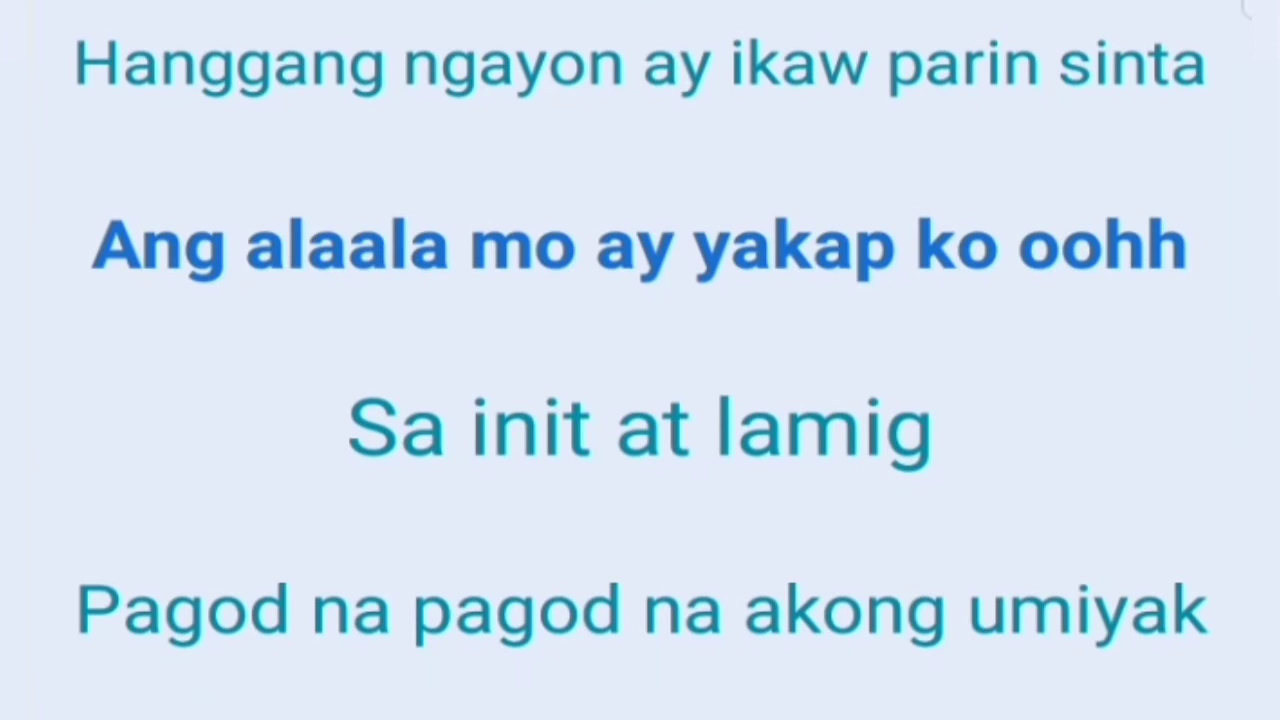 Hanggang ngayon ay ikaw parin sinta
Ang alaala mo ay yakap ko oohh
Sa init at lamig
Pagod na pagod na akong umiyak